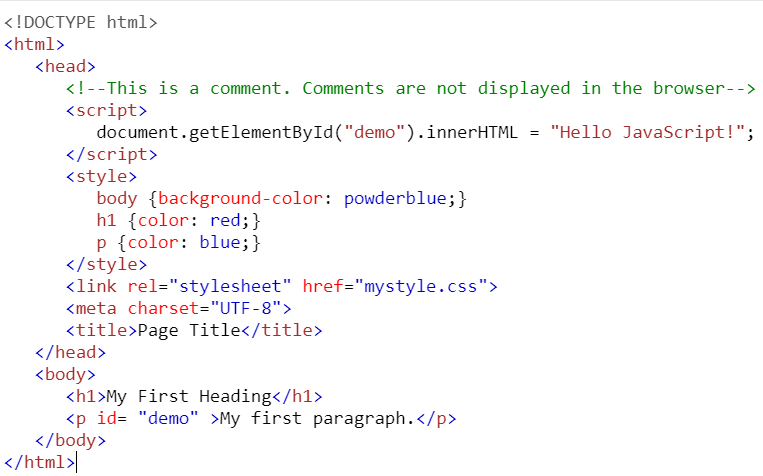 <!DOCTYPE html>
<html>
<head>
<!--This is a comment. Comments are not displayed in the browser-->
<script>
document.getElementById("demo").innerHTML = "Hello JavaScript!";
</script>
<style>
body {background-color: powderblue;}
h1 {color: red;}
p {color: blue;}
</style>
<link rel="stylesheet" href="mystyle.css">
<meta charset="UTF-8">
<title>Page Title</title>
</head>
<body>
<h1>My First Heading</h1>
<p id= "demo" >My first paragraph.</p>
</body>
</html>